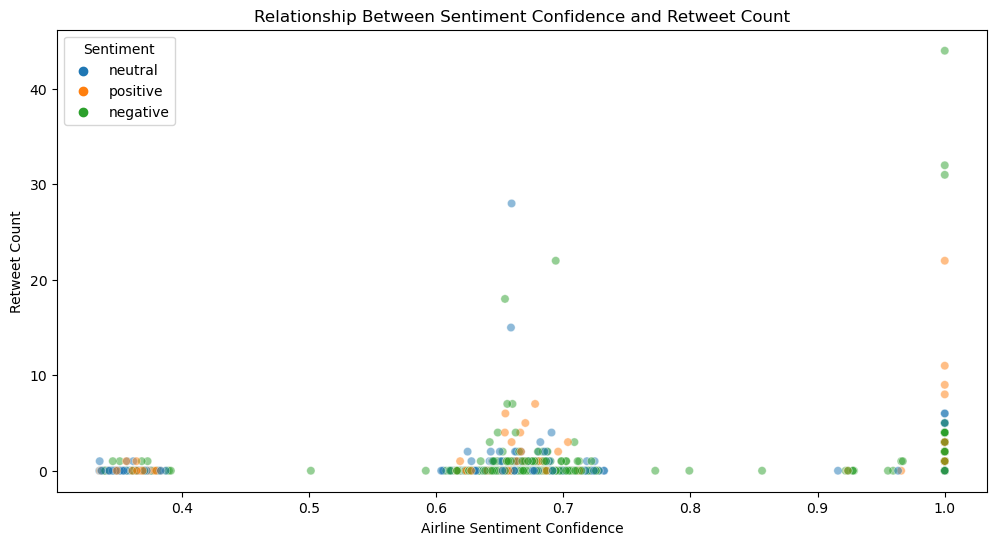 Relationship Between Sentiment Confidence and Retweet Count
Sentiment
neutral
positive
negative
Retweet Count
40
30
20
10
0
0.4 0.5 0.6 0.7 0.8 0.9 1.0
Airline Sentiment Confidence